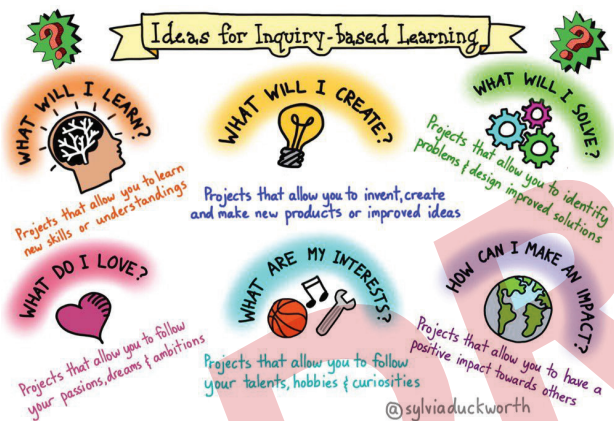 Ideas for Inquiry-based Learning
WHAT WILL I LEARN?
Projects that allow you to learn
new skills or understandings
WHAT WILL I CREATE?
Projects that allow you to invent, create
and make new products or improved ideas
WHAT WILL I SOLVE?
Projects that allow you to identify
problems & design improved solutions
WHAT DO I LOVE?
Projects that allow you to follow
your passions, dreams & ambitions
WHAT ARE MY INTERESTS?
Projects that allow you to follow
your talents, hobbies & curiosities
HOW CAN I MAKE AN IMPACT?
Projects that allow you to have a
positive impact towards others
@sylviaduckworth